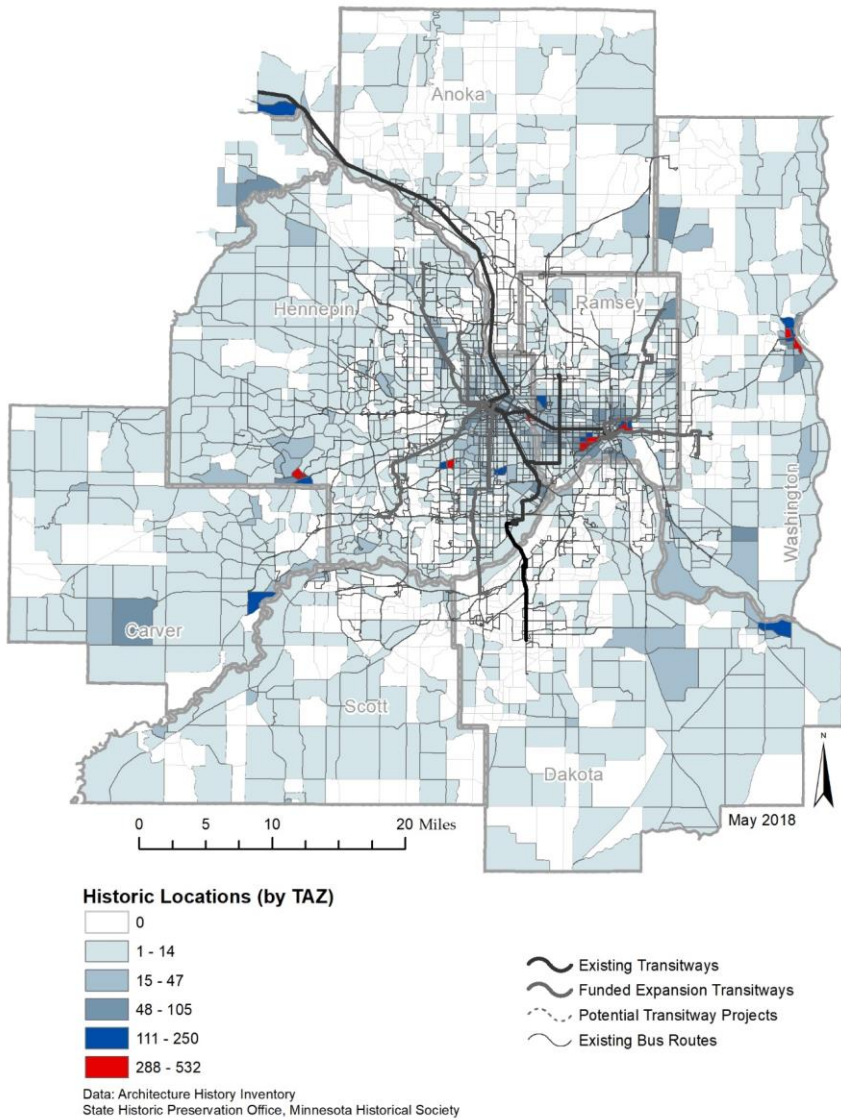 Anoka
Hennepin
Ramsey
Washington
Carver
Scott
Dakota
N
May 2018
0 5 10 20 Miles
Historic Locations (by TAZ)
0
1 - 14
15 - 47
48 - 105
111 - 250
288 - 532
Existing Transitways
Funded Expansion Transitways
Potential Transitway Projects
Existing Bus Routes
Data: Architecture History Inventory
State Historic Preservation Office, Minnesota Historical Society